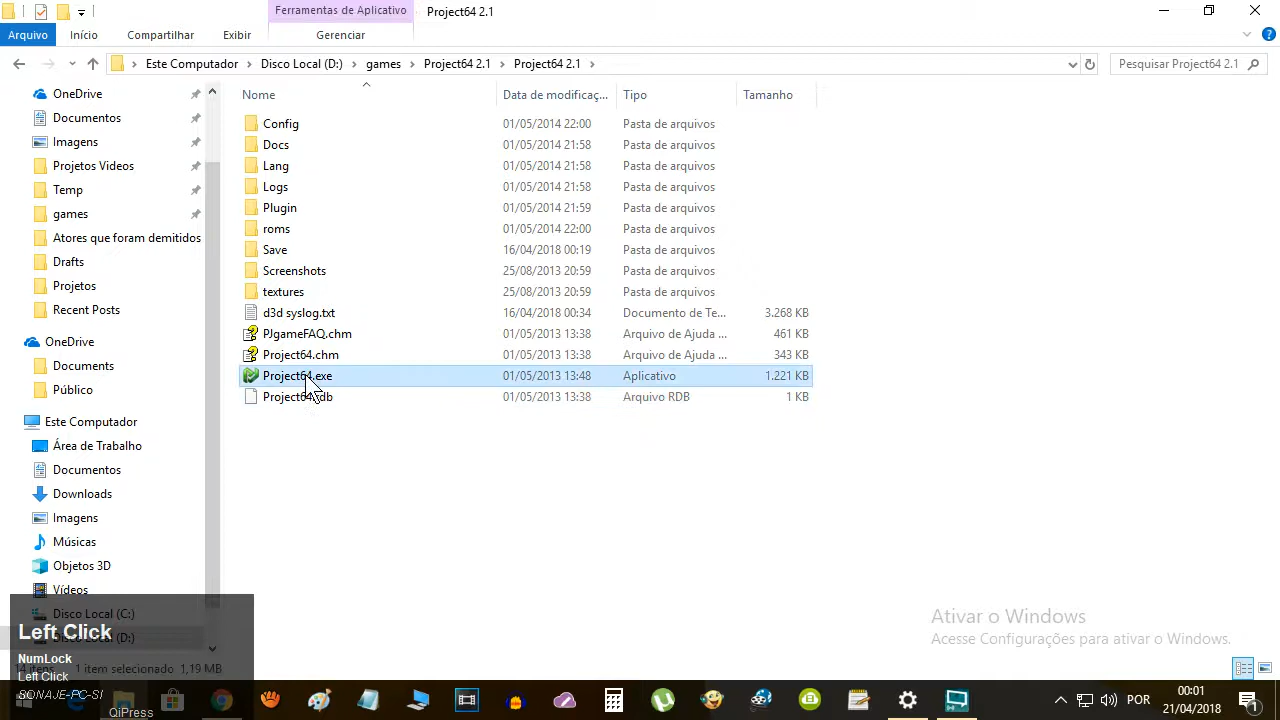 Ferramentas de Aplicativo
Project64 2.1
Arquivo
Início
Compartilhar
Exibir
Gerenciar
Este Computador
Disco Local (D:)
games
Project64 2.1
Project64 2.1
Pesquisar Project64 2.1
OneDrive
Documentos
Imagens
Projetos Videos
Temp
games
Atores que foram demitidos
Drafts
Projetos
Recent Posts
OneDrive
Documents
Público
Este Computador
Área de Trabalho
Documentos
Downloads
Imagens
Músicas
Objetos 3D
Vídeos
Disco Local (C:)
Disco Local (D:)
Nome Data de modificaç... Tipo Tamanho
Config 01/05/2014 22:00 Pasta de arquivos
Docs 01/05/2014 21:58 Pasta de arquivos
Lang 01/05/2014 21:58 Pasta de arquivos
Logs 01/05/2014 21:58 Pasta de arquivos
Plugin 01/05/2014 21:59 Pasta de arquivos
roms 01/05/2014 22:00 Pasta de arquivos
Save 16/04/2018 00:19 Pasta de arquivos
Screenshots 25/08/2013 20:59 Pasta de arquivos
textures 25/08/2013 20:59 Pasta de arquivos
d3d syslog.txt 16/04/2018 00:34 Documento de Te... 3.268 KB
PJgameFAQ.chm 01/05/2013 13:38 Arquivo de Ajuda ... 461 KB
Project64.chm 01/05/2013 13:38 Arquivo de Ajuda ... 343 KB
Project64.exe 01/05/2013 13:48 Aplicativo 1.221 KB
Project64.rdb 01/05/2013 13:38 Arquivo RDB 1 KB
Left Click
NumLock
Left Click
14 itens 1 item selecionado 1,19 MB
SONAJE-PC-SI
QiPress
Ativar o Windows
Acesse Configurações para ativar o Windows.
POR
00:01
21/04/2018
1